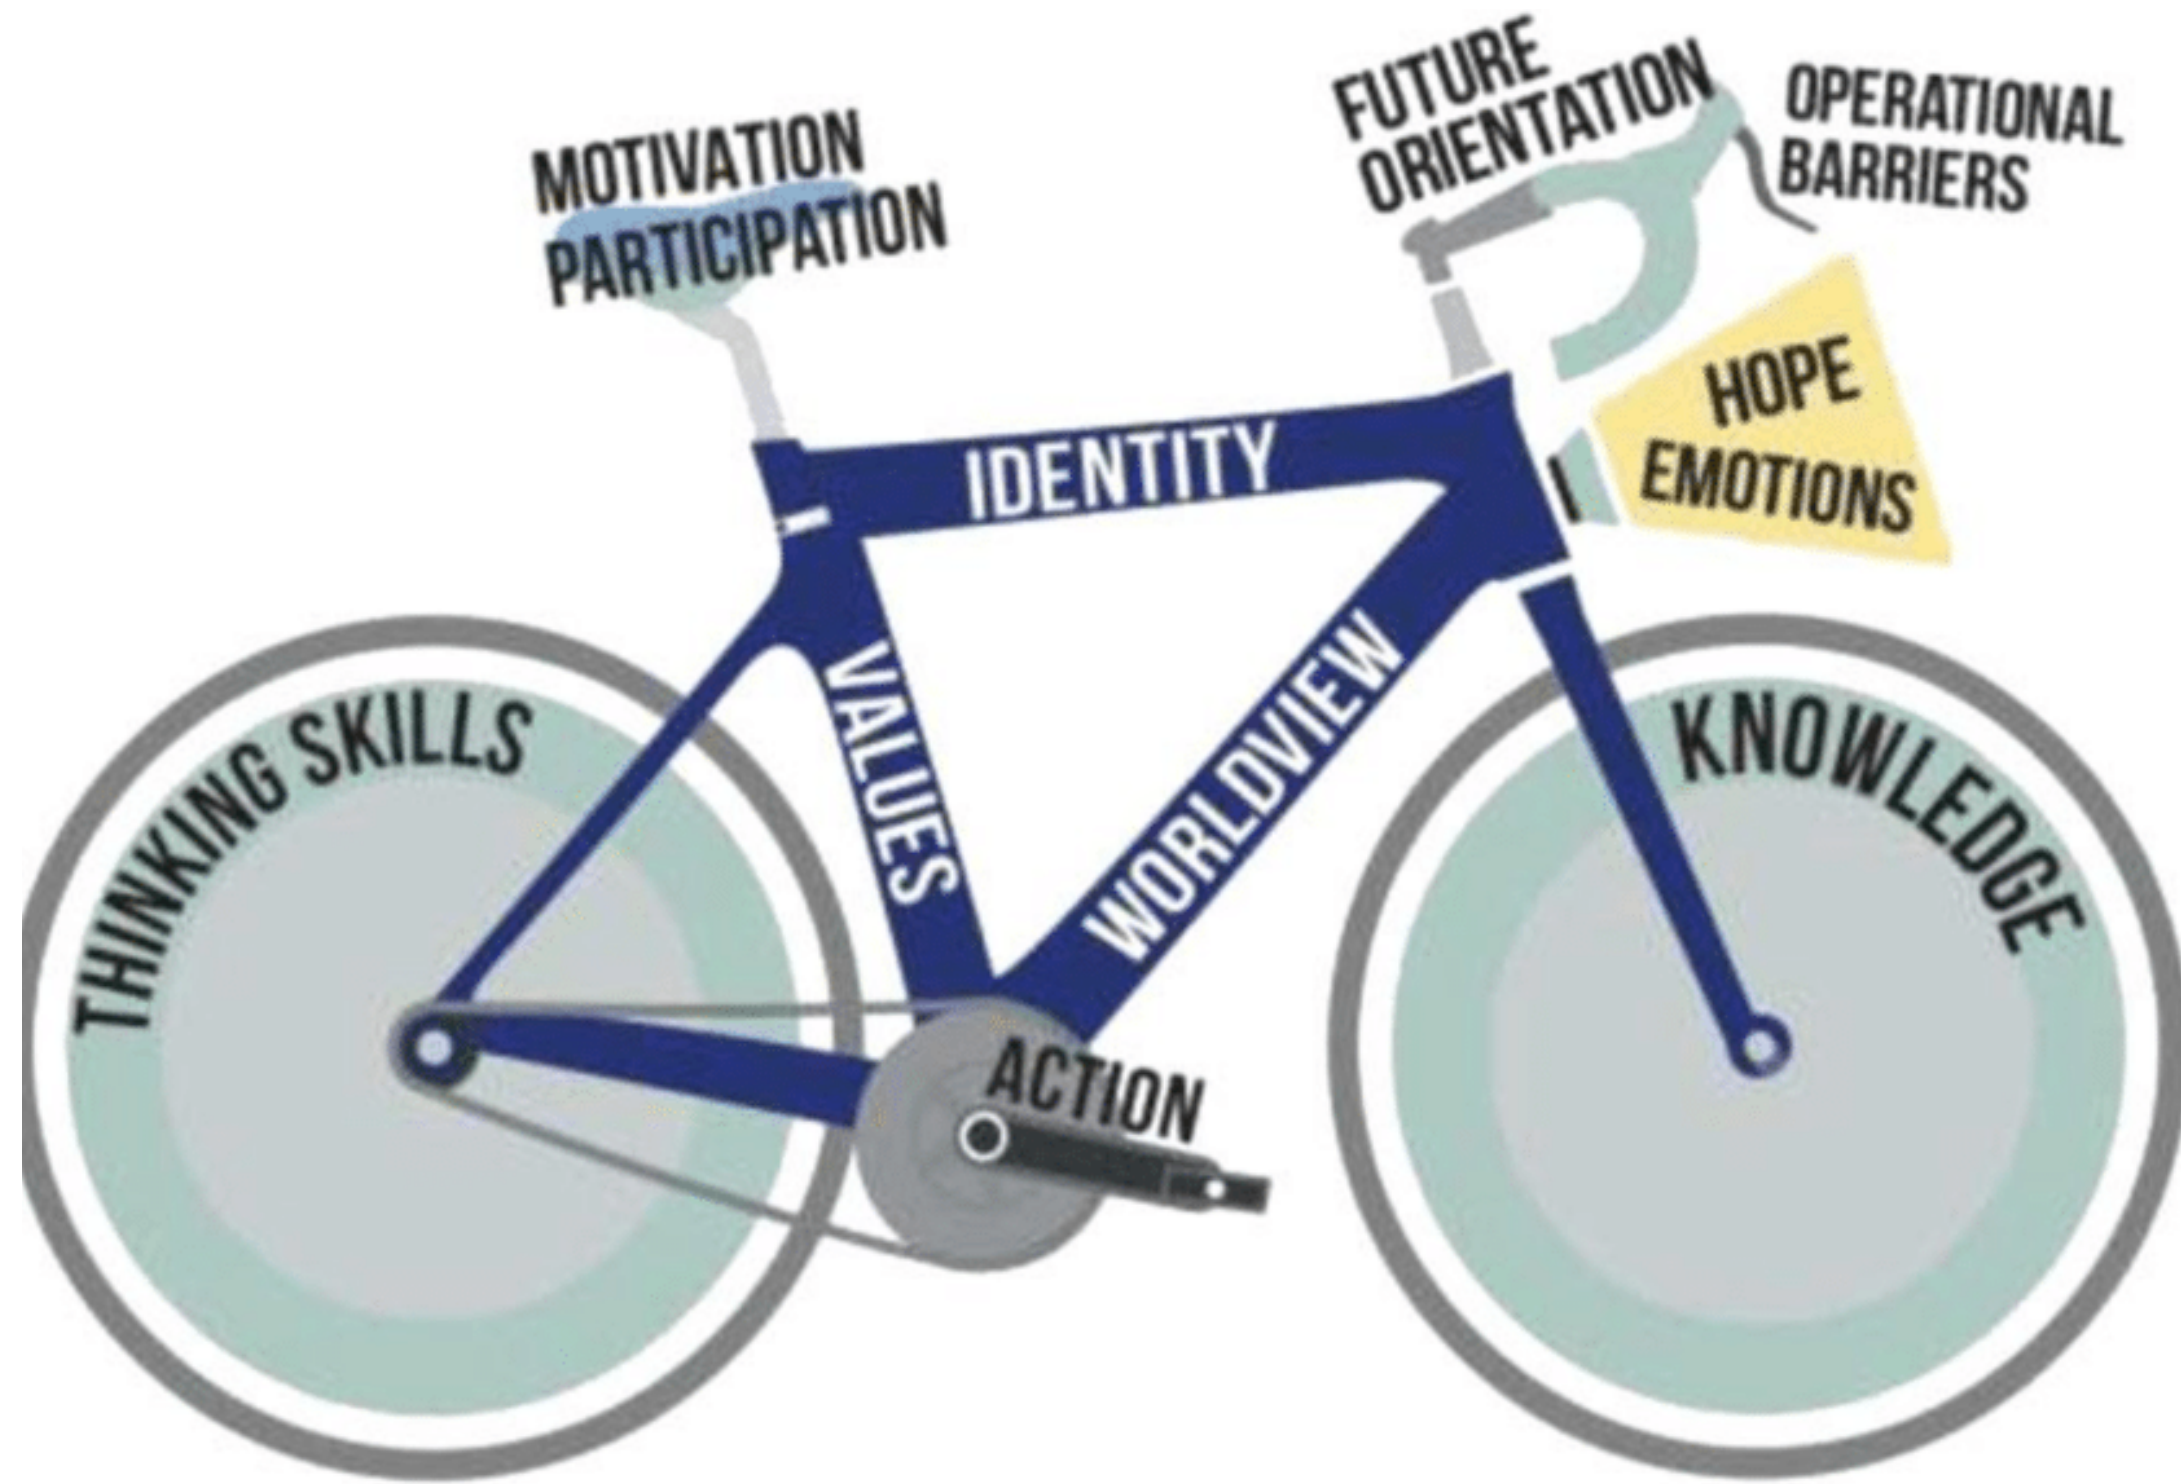 MOTIVATION
PARTICIPATION
FUTURE
ORIENTATION
OPERATIONAL
BARRIERS
HOPE
EMOTIONS
IDENTITY
VALUES
WORLDVIEW
THINKING SKILLS
KNOWLEDGE
ACTION